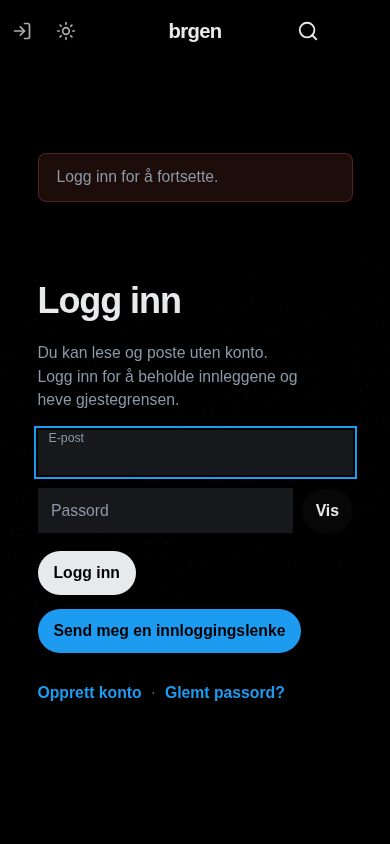 brgen
Logg inn for å fortsette.
Logg inn
Du kan lese og poste uten konto.
Logg inn for å beholde innleggene og
heve gjestegrensen.
E-post
Passord
Vis
Logg inn
Send meg en innloggingslenke
Opprett konto · Glemt passord?